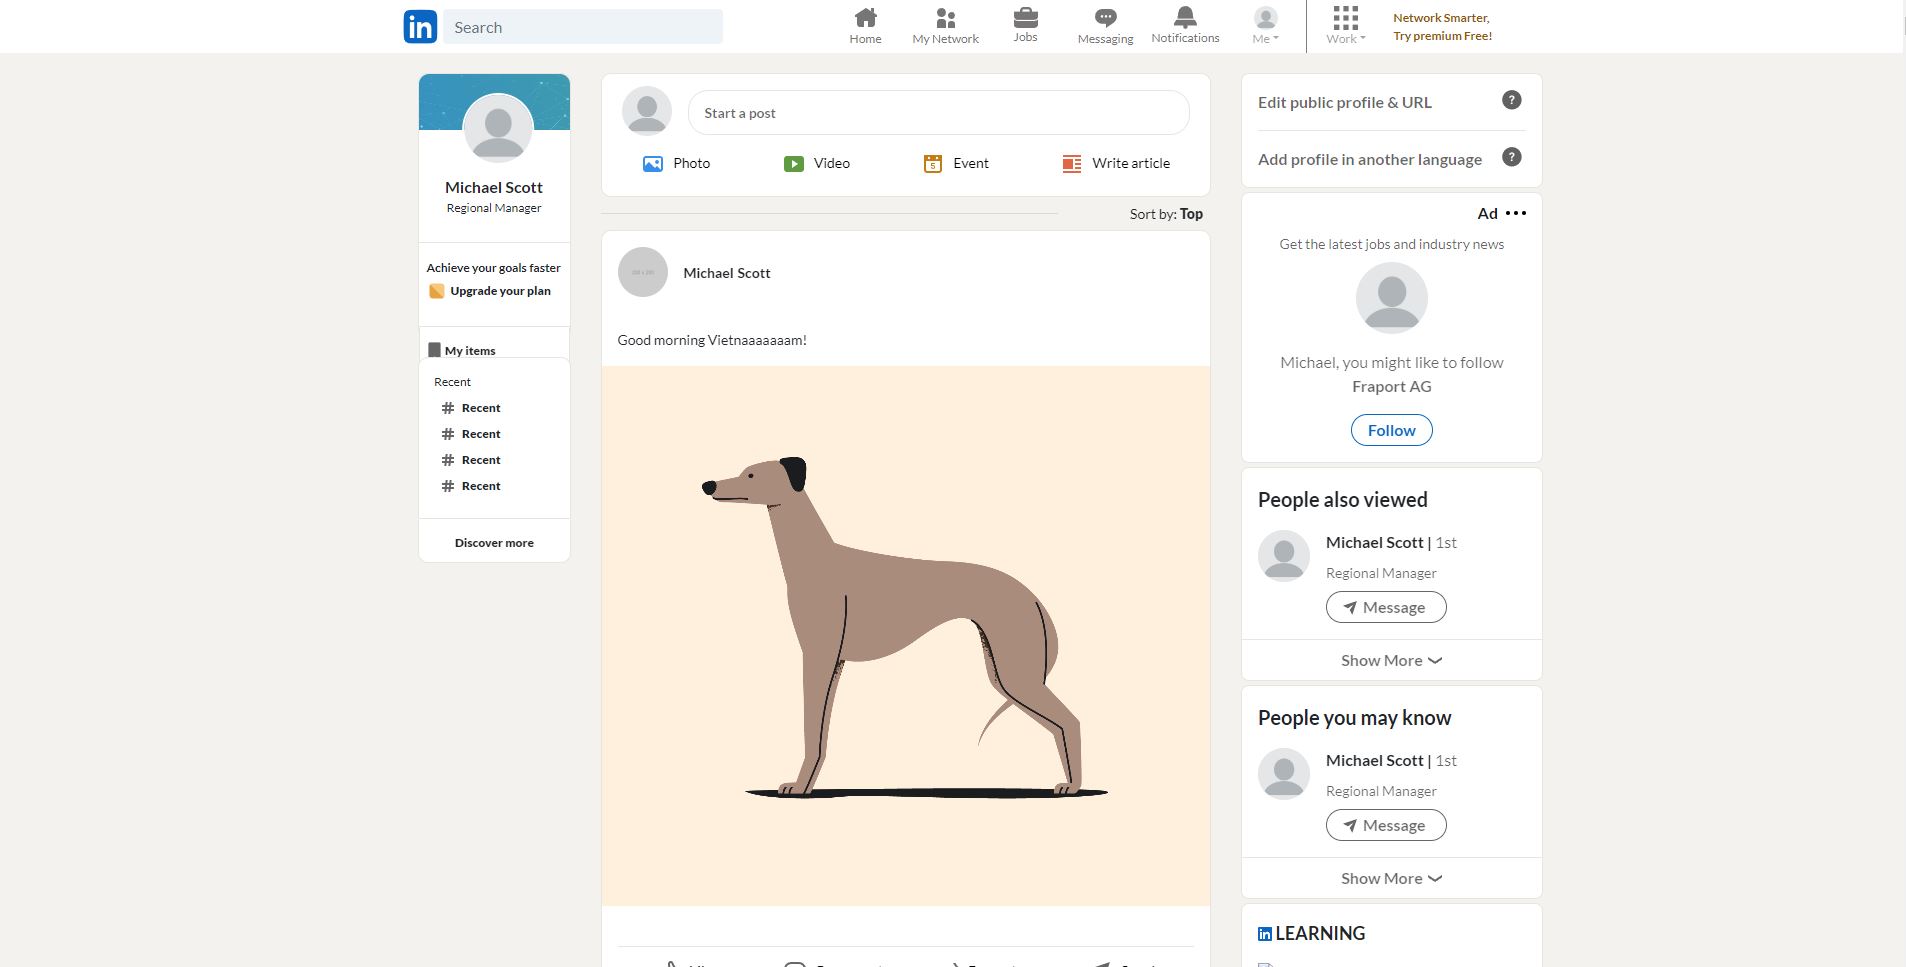 in
Search
Home
My Network
Jobs
Messaging
Notifications
Me
Work
Network Smarter,
Try premium Free!
Michael Scott
Regional Manager
Achieve your goals faster
Upgrade your plan
My items
Recent
# Recent
# Recent
# Recent
# Recent
Discover more
Start a post
Photo
Video
5
Event
Write article
Sort by: Top
Michael Scott
Good morning Vietnaaaaaaam!
Edit public profile & URL
?
Add profile in another language
?
Ad
Get the latest jobs and industry news
Michael, you might like to follow
Fraport AG
Follow
People also viewed
Michael Scott | 1st
Regional Manager
Message
Show More
People you may know
Michael Scott | 1st
Regional Manager
Message
Show More
in LEARNING